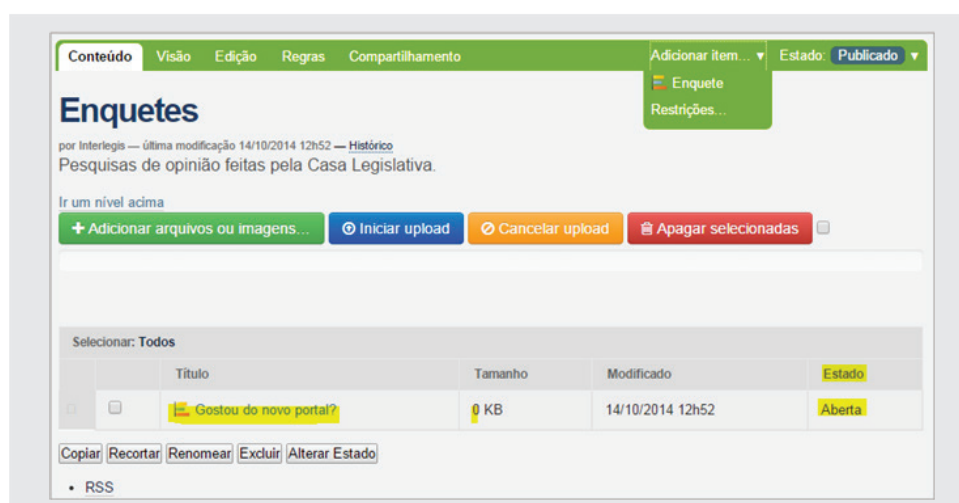 Conteúdo Visão Edição Regras Compartilhamento Adicionar item... ▼ Estado: Publicado ▼
Enquete
Restrições...
Enquetes
por Interlegis — última modificação 14/10/2014 12h52 — Histórico
Pesquisas de opinião feitas pela Casa Legislativa.
Ir um nível acima
Adicionar arquivos ou imagens... Iniciar upload Cancelar upload Apagar selecionadas
Selecionar: Todos
Título Tamanho Modificado Estado
Gostou do novo portal? 0 KB 14/10/2014 12h52 Aberta
Copiar Recortar Renomear Excluir Alterar Estado
• RSS